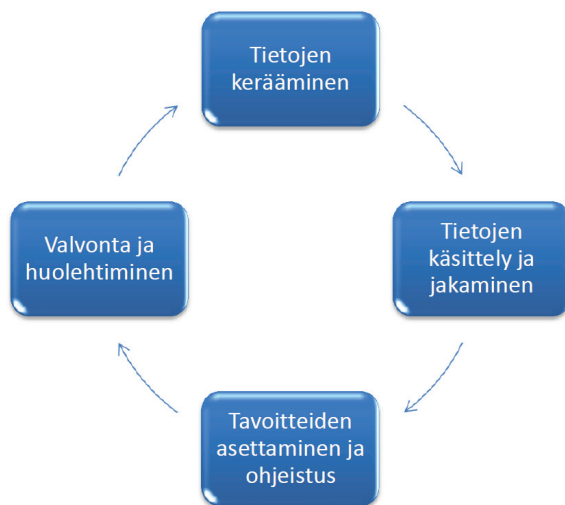 Tietojen
kerääminen
Tietojen
käsittely ja
jakaminen
Tavoitteiden
asettaminen ja
ohjeistus
Valvonta ja
huolehtiminen